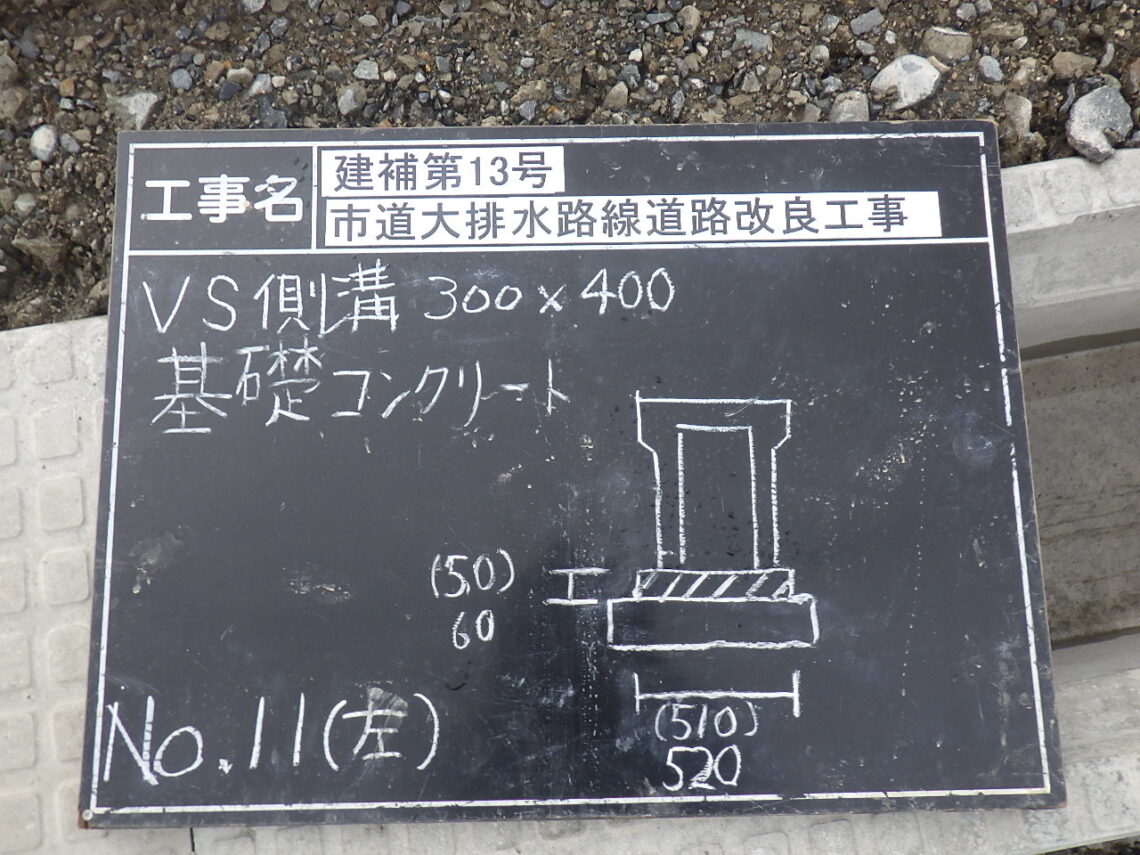 工事名
建補第13号
市道大排水路線道路改良工事
VS側溝 300×400
基礎コンクリート
(50)
60
(510)
520
No.11(左)